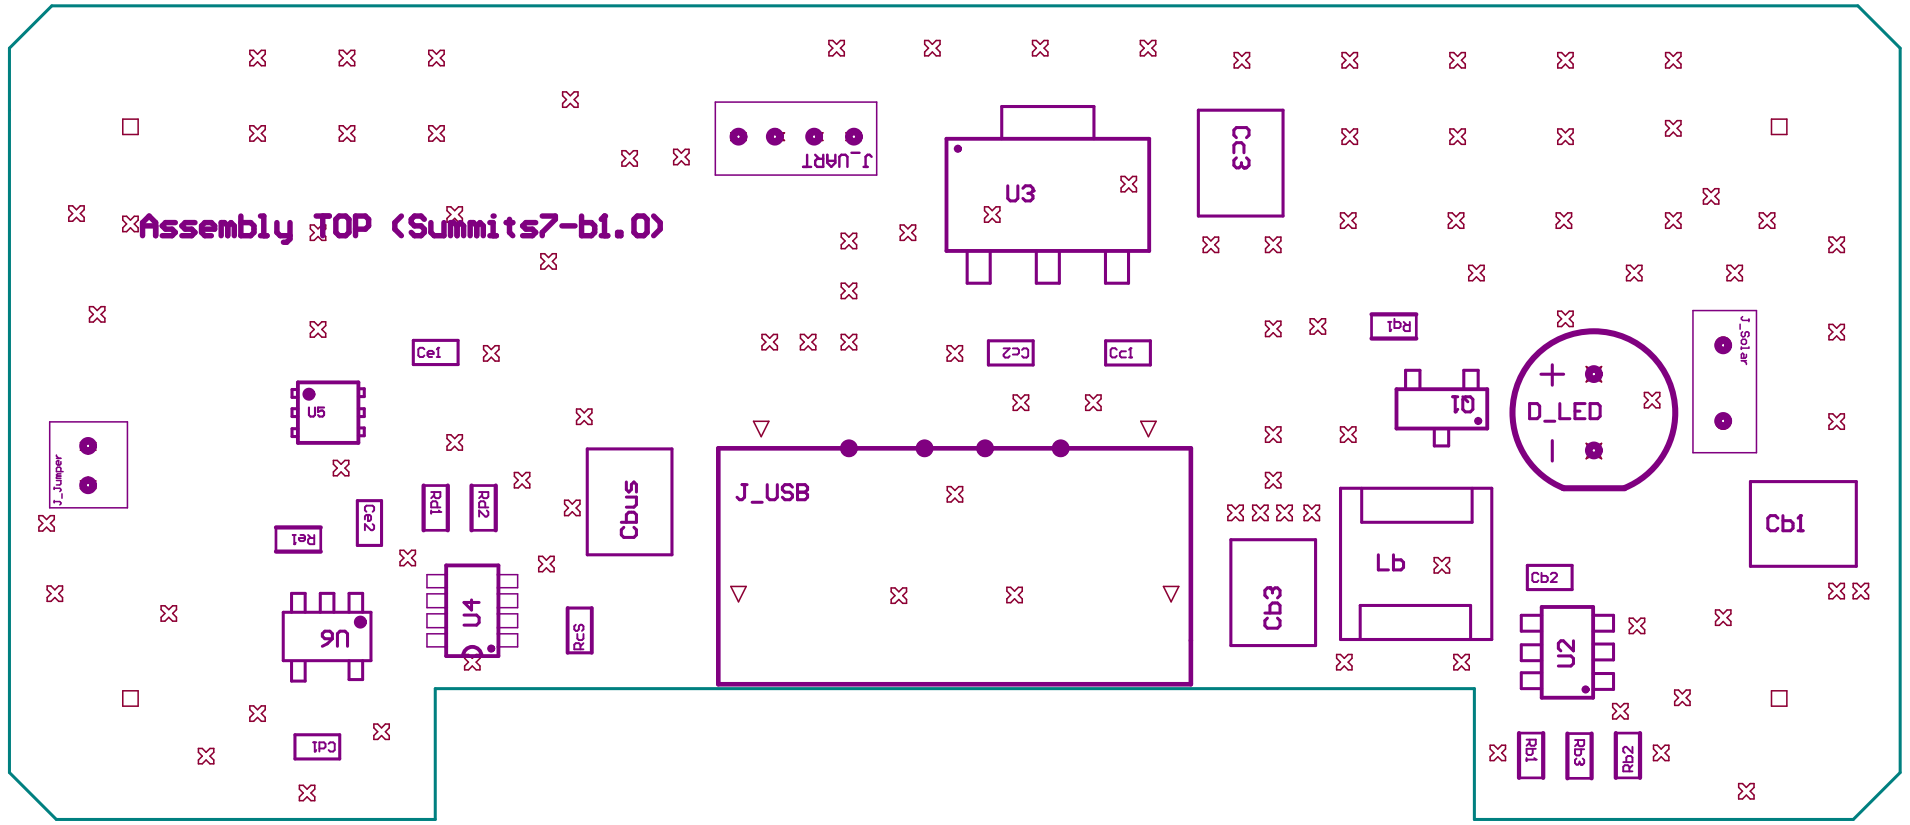 Cc3
J_UART
U3
Assembly TOP (Summits7-b1.0)
Rq1
J_Solar
Ce1
Cc2
Cc1
U5
Q1
D_LED
J_Jumper
Rd1
Rd2
Cbus
J_USB
Ce2
Re1
Cb1
Lb
Cb2
Cb3
U4
U6
RcS
U2
Cd1
Rb1
Rb3
Rb2